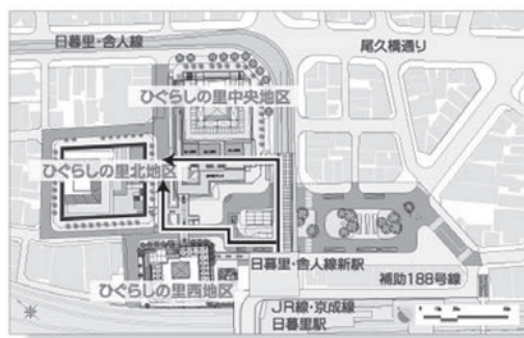 日暮里・舎人線
尾久橋通り
ひぐらしの里中央地区
ひぐらしの里北地区
日暮里・舎人線新駅
補助188号線
ひぐらしの里西地区
JR線・京成線
日暮里駅